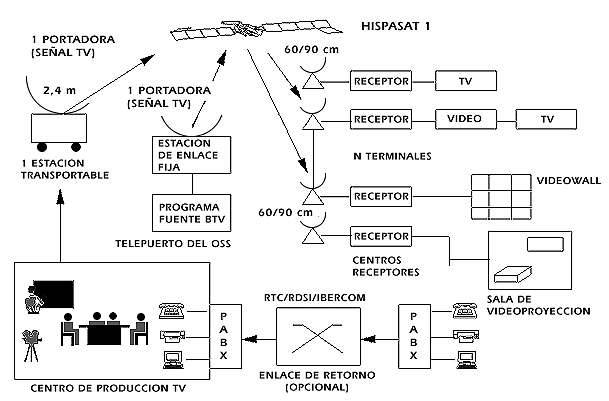 HISPASAT 1
1 PORTADORA
(SEÑAL TV)
60/90 cm
2,4 m
1 PORTADORA
(SEÑAL TV)
RECEPTOR
TV
RECEPTOR
VIDEO
TV
1 ESTACION
TRANSPORTABLE
ESTACION
DE ENLACE
FIJA
N TERMINALES
PROGRAMA
FUENTE BTV
TELEPUERTO DEL OSS
RECEPTOR
VIDEOWALL
60/90 cm
RECEPTOR
CENTROS
RECEPTORES
SALA DE
VIDEOPROYECCION
RTC/RDSI/IBERCOM
P
A
B
X
P
A
B
X
ENLACE DE RETORNO
(OPCIONAL)
CENTRO DE PRODUCCION TV